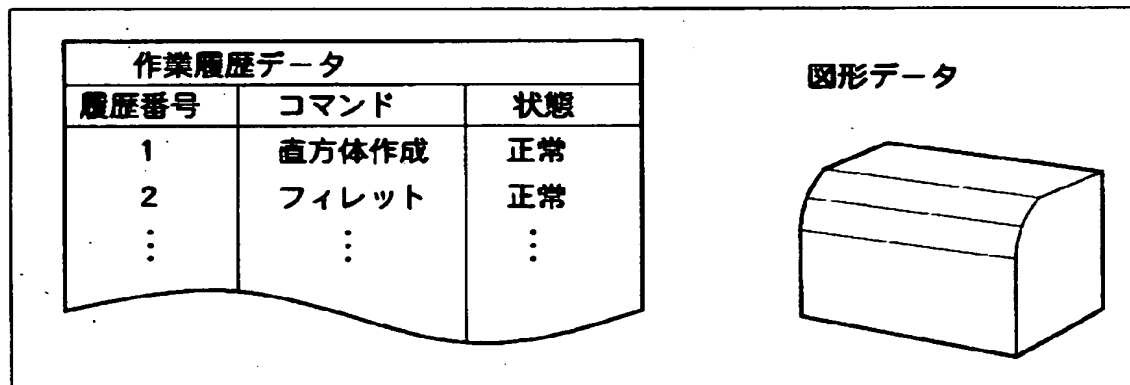 作業履歴データ
履歴番号 コマンド 状態
1 直方体作成 正常
2 フィレット 正常
⋮ ⋮ ⋮
図形データ